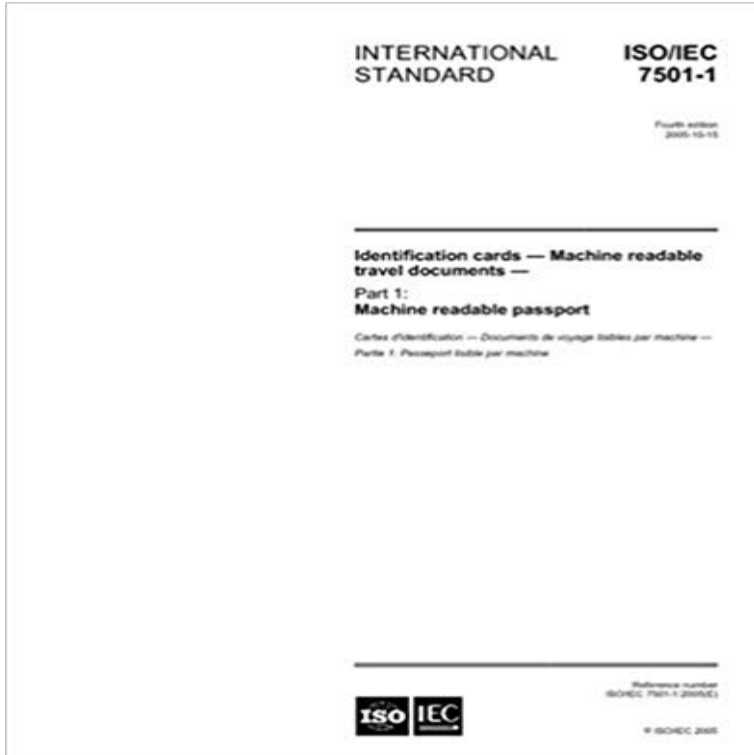 INTERNATIONAL
STANDARD
ISO/IEC
7501-1
Fourth edition
2005-10-15
Identification cards — Machine readable
travel documents —
Part 1:
Machine readable passport
Cartes d'identification — Documents de voyage lisibles par machine —
Partie 1: Passeport lisible par machine
Reference number
ISO/IEC 7501-1:2005(E)
ISO IEC
© ISO/IEC 2005